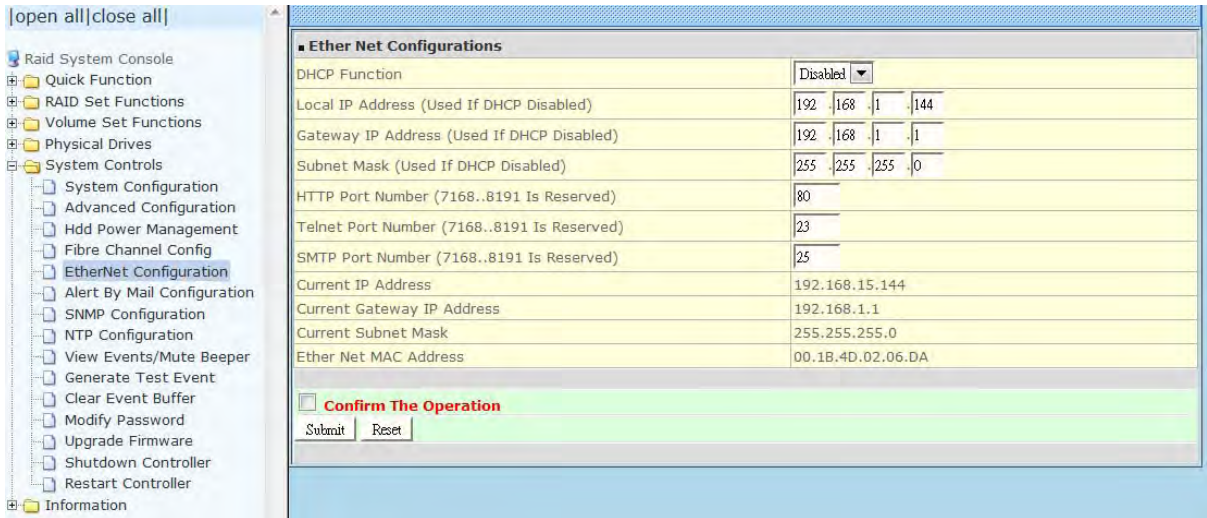 |open all|close all|
Raid System Console
Quick Function
RAID Set Functions
Volume Set Functions
Physical Drives
System Controls
System Configuration
Advanced Configuration
Hdd Power Management
Fibre Channel Config
EtherNet Configuration
Alert By Mail Configuration
SNMP Configuration
NTP Configuration
View Events/Mute Beeper
Generate Test Event
Clear Event Buffer
Modify Password
Upgrade Firmware
Shutdown Controller
Restart Controller
Information
Ether Net Configurations
DHCP Function Disabled
Local IP Address (Used If DHCP Disabled) 192 .168 .1 .144
Gateway IP Address (Used If DHCP Disabled) 192 .168 .1 .1
Subnet Mask (Used If DHCP Disabled) 255 .255 .255 .0
HTTP Port Number (7168..8191 Is Reserved) 80
Telnet Port Number (7168..8191 Is Reserved) 23
SMTP Port Number (7168..8191 Is Reserved) 25
Current IP Address 192.168.15.144
Current Gateway IP Address 192.168.1.1
Current Subnet Mask 255.255.255.0
Ether Net MAC Address 00.1B.4D.02.06.DA
Confirm The Operation
Submit Reset